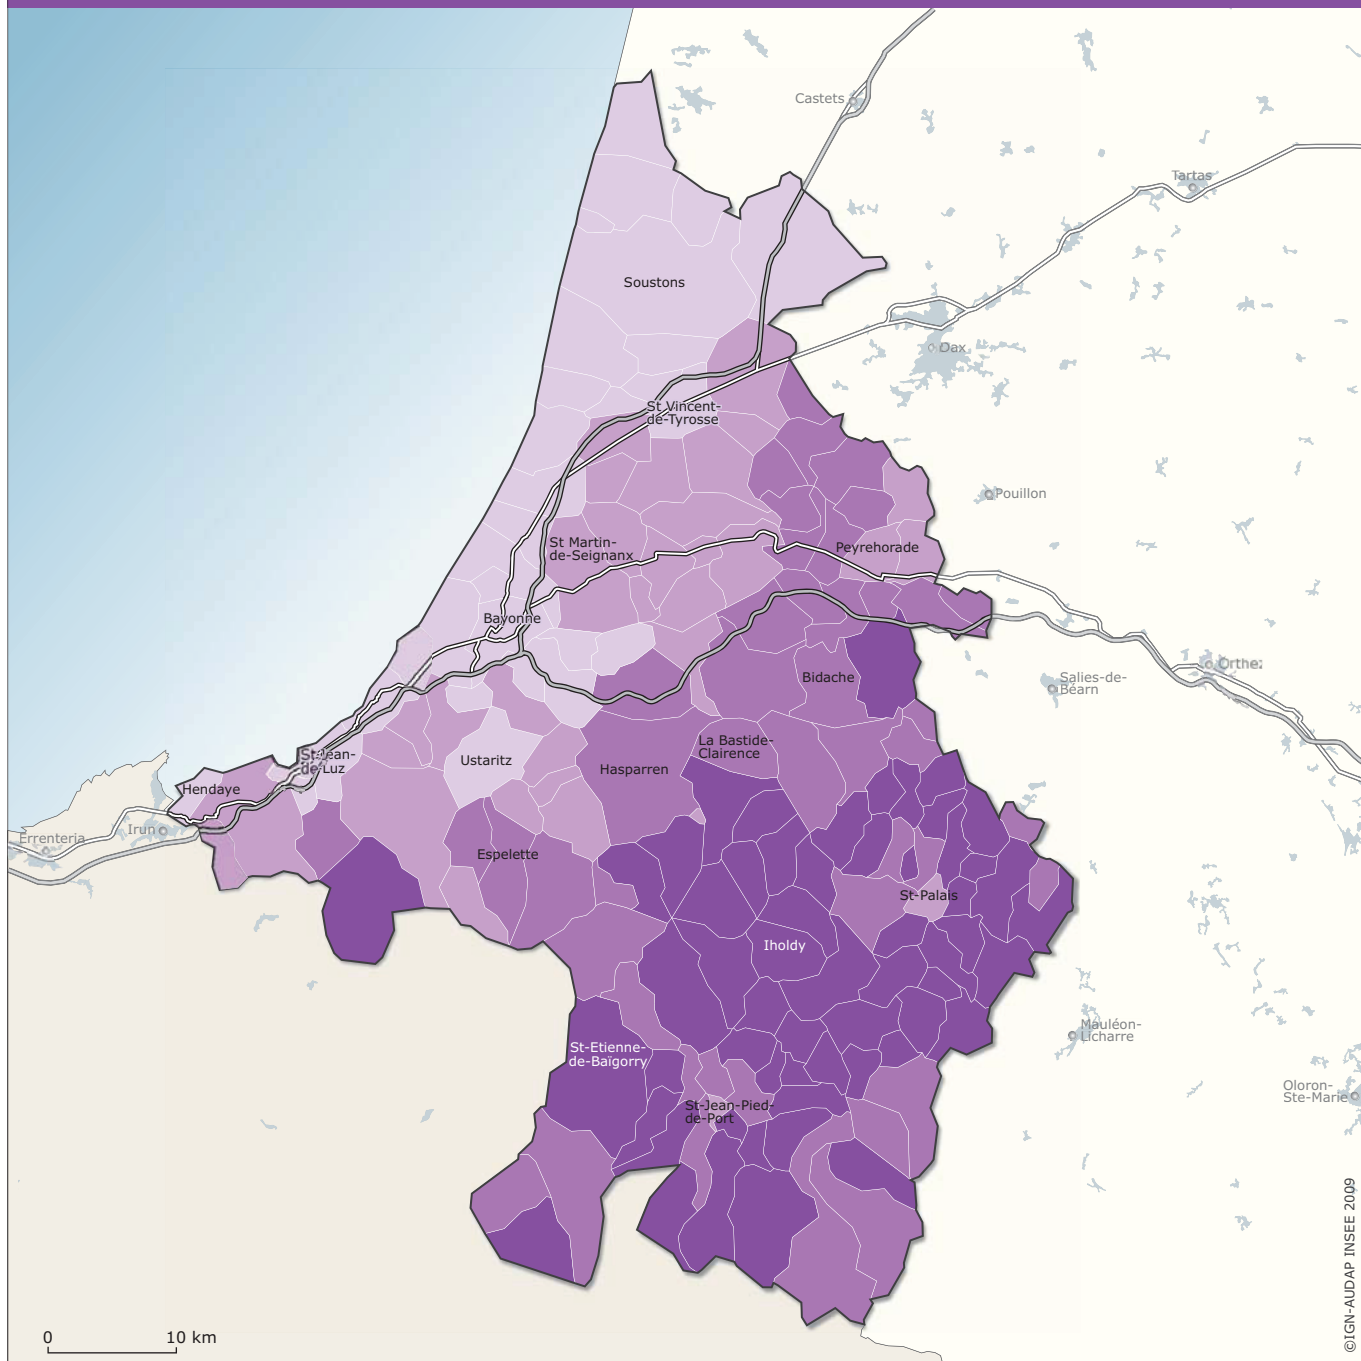 Castets
Tartas
Soustons
Dax
St Vincent-
de-Tyrosse
Pouillon
St Martin-
de-Seignanx
Peyrehorade
Bayonne
Orthez
Bidache
Salies-de-
Béarn
La Bastide-
Clairence
St-Jean-
de-Luz
Ustaritz
Hasparren
Hendaye
Irun
Errenteria
Espelette
St-Palais
Iholdy
Mauléon-
Licharre
St-Etienne-
de-Baïgorry
Oloron-
Ste-Marie
St-Jean-Pied-
de-Port
©IGN-AUDAP INSEE 2009
0 10 km